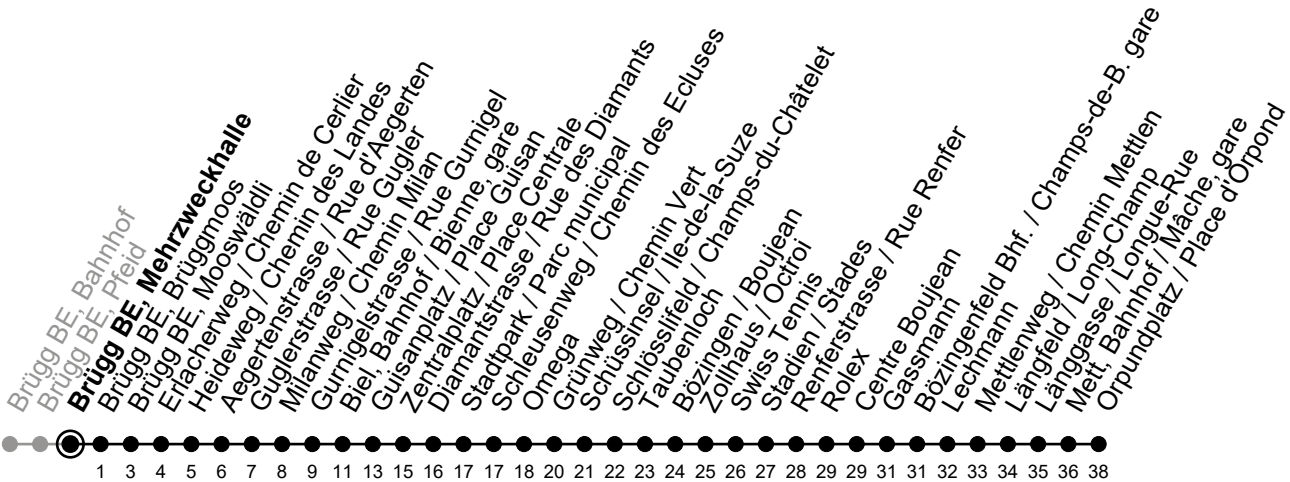 Brügg BE, Bahnhof
Brügg BE, Pfeid
Brügg BE, Mehrzweckhalle
Brügg BE, Brüggmoos
Brügg BE, Mooswäldli
Erlacherweg / Chemin de Cerlier
Heideweg / Chemin des Landes
Aegertenstrasse / Rue d'Aegerten
Guglerstrasse / Rue Gugler
Milanweg / Chemin Milan
Gurnigelstrasse / Rue Gurnigel
Biel, Bahnhof / Bienne, gare
Guisanplatz / Place Guisan
Zentralplatz / Place Centrale
Diamantstrasse / Rue des Diamants
Stadtpark / Parc municipal
Schleusenweg / Chemin des Ecluses
Omega
Grünweg / Chemin Vert
Schüssinsel / Ile-de-la-Suze
Schlösslifeld / Champs-du-Châtelet
Taubenloch
Bözingen / Boujean
Zollhaus / Octroi
Swiss Tennis
Stadien / Stades
Renferstrasse / Rue Renfer
Rolex
Centre Boujean
Gassmann
Bözingenfeld Bhf. / Champs-de-B. gare
Lechmann
Mettlenweg / Chemin Mettlen
Längfeld / Long-Champ
Länggasse / Longue-Rue
Mett, Bahnhof / Mâche, gare
Orpundplatz / Place d'Orpond
1 3 4 5 6 7 8 9 11 13 15 16 17 17 18 20 21 22 23 24 25 26 27 28 29 29 31 31 32 33 34 35 36 38